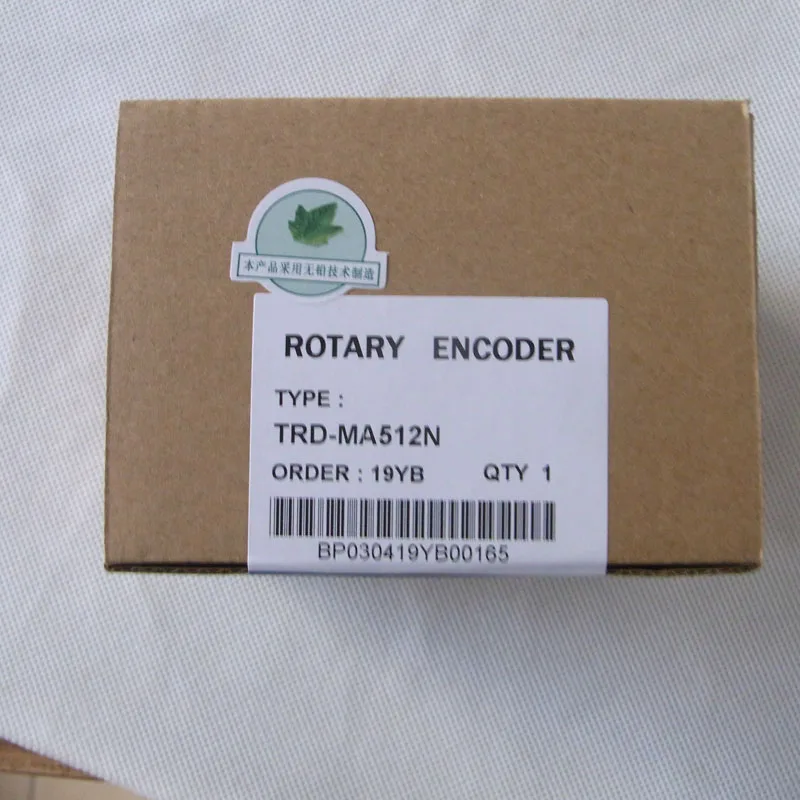 本产品采用无铅技术制造
ROTARY ENCODER
TYPE :
TRD-MA512N
ORDER : 19YB QTY 1
BP030419YB00165